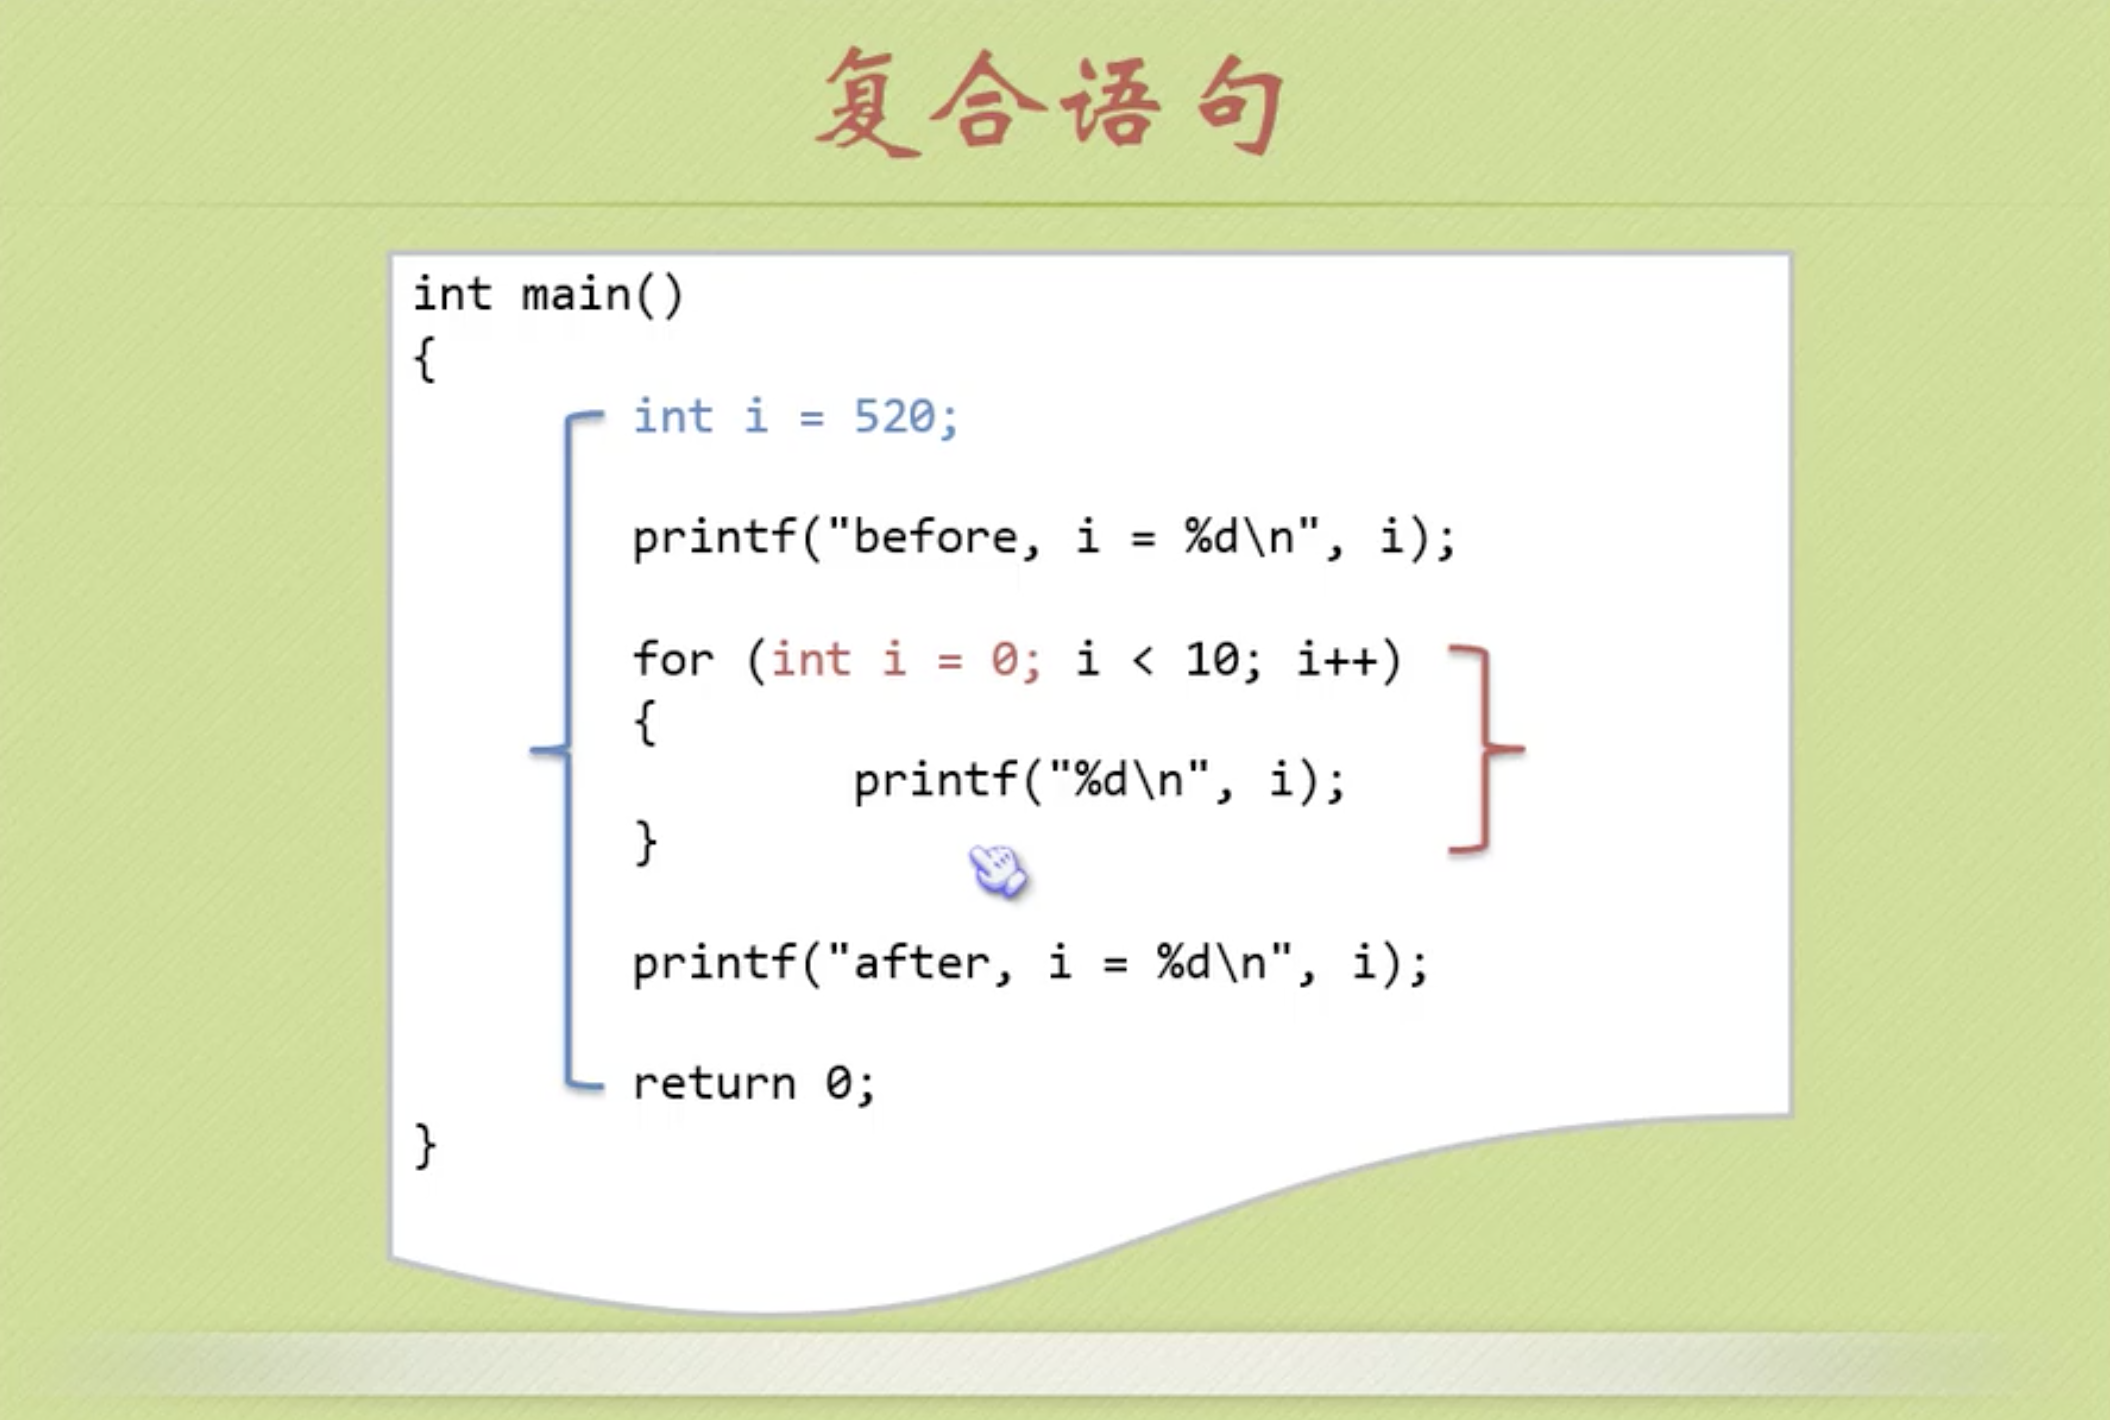 复合语句
int main()
{
int i = 520;
printf("before, i = %d\n", i);
for (int i = 0; i < 10; i++)
{
printf("%d\n", i);
}
printf("after, i = %d\n", i);
return 0;
}